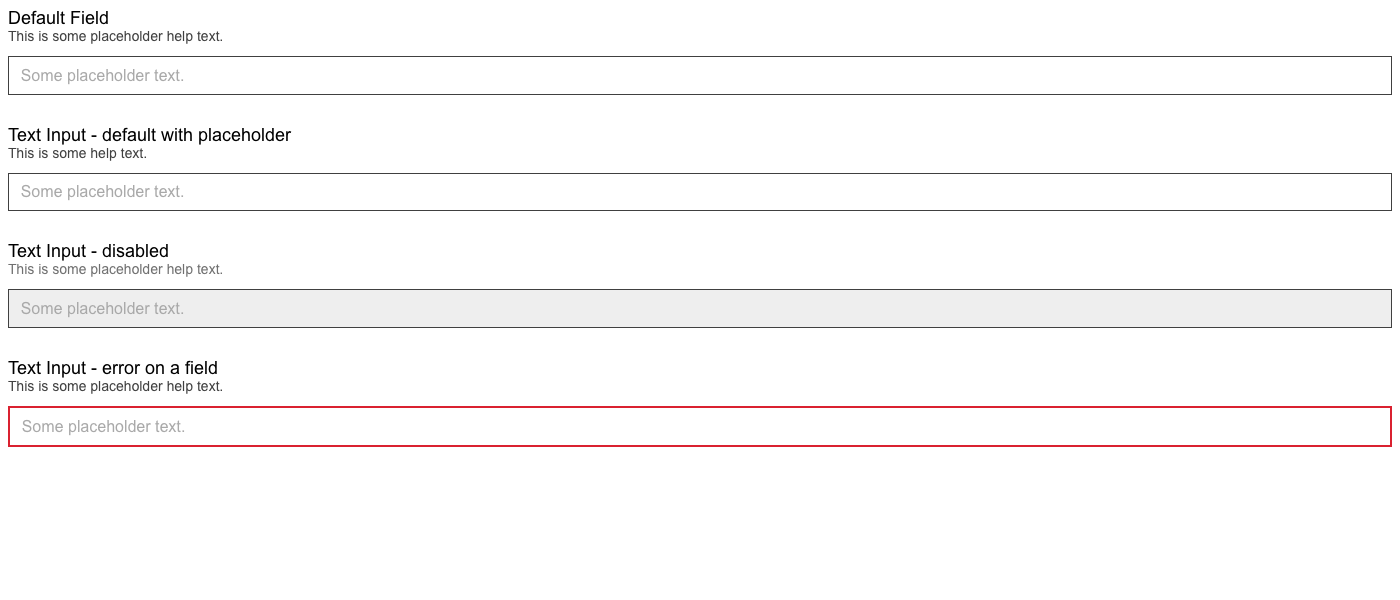 Default Field
This is some placeholder help text.
Some placeholder text.
Text Input - default with placeholder
This is some help text.
Some placeholder text.
Text Input - disabled
This is some placeholder help text.
Some placeholder text.
Text Input - error on a field
This is some placeholder help text.
Some placeholder text.